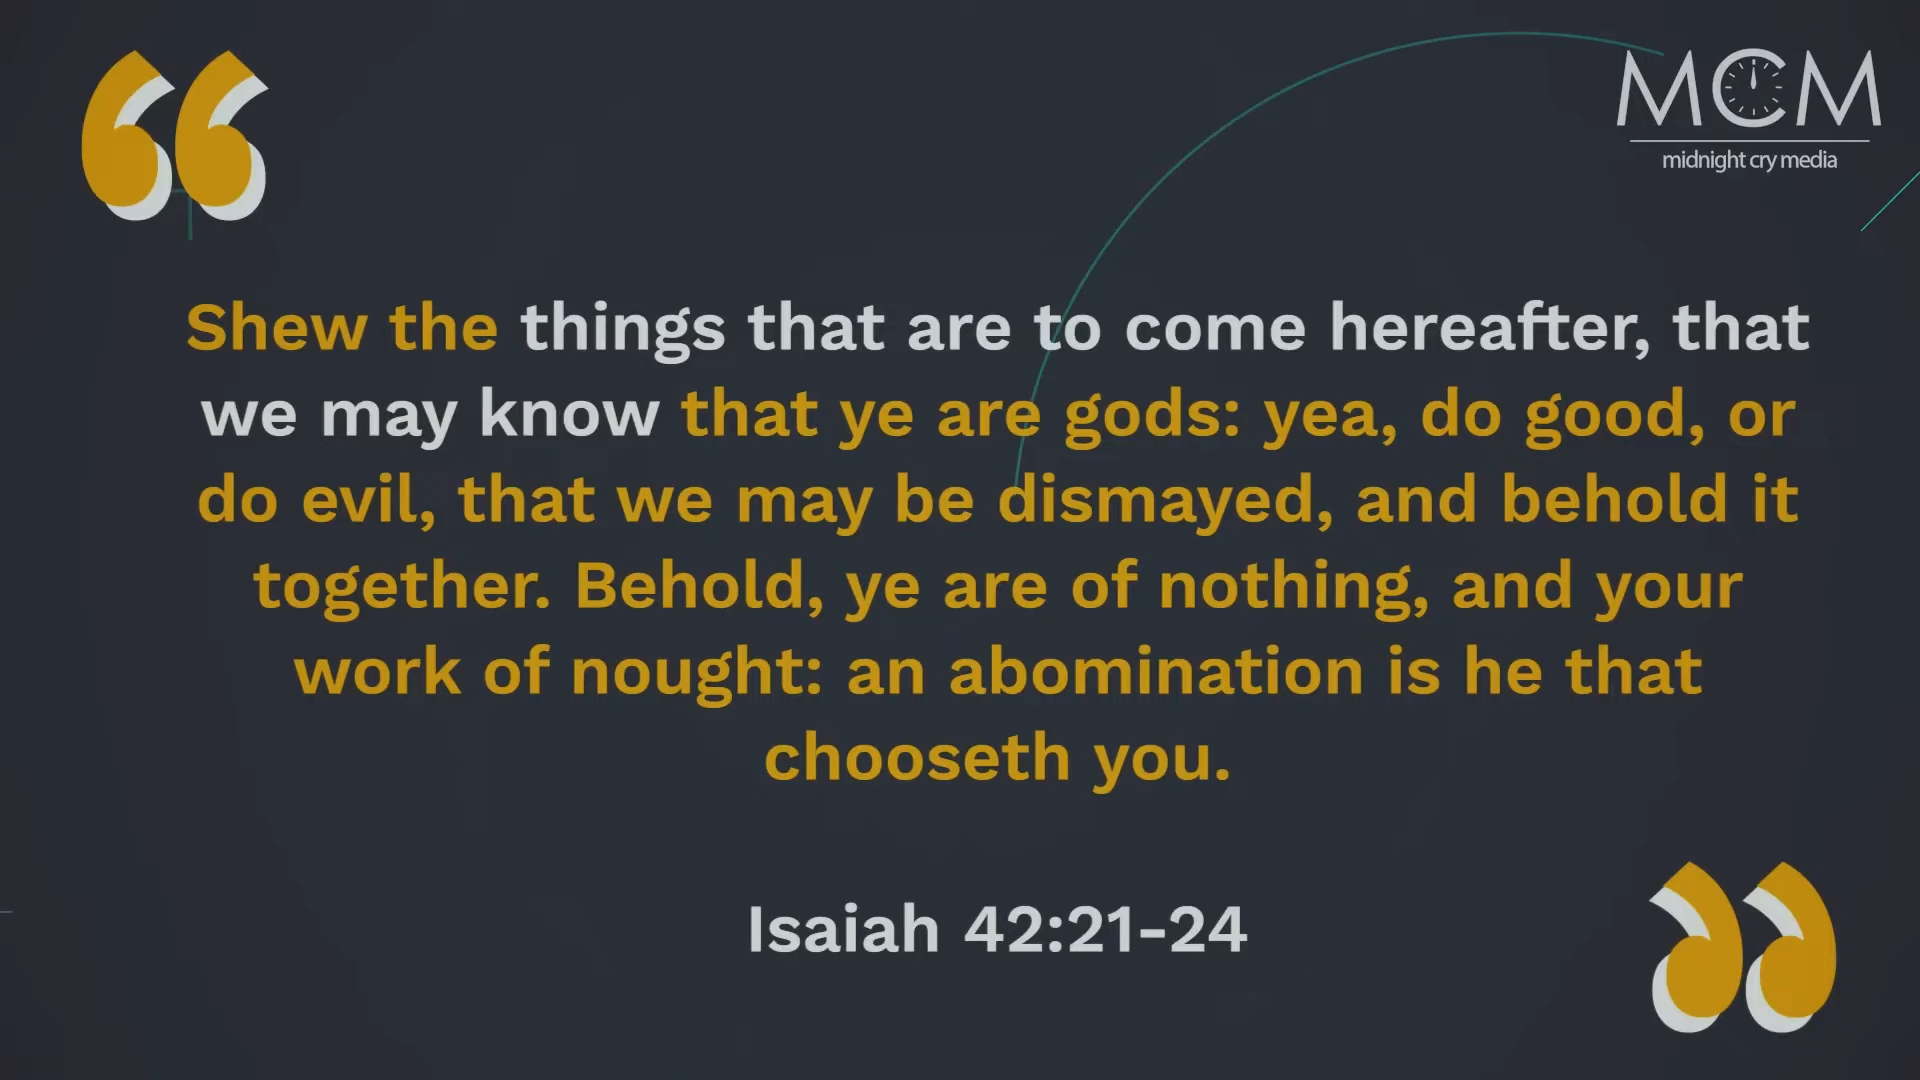 MCM
midnight cry media
Shew the things that are to come hereafter, that
we may know that ye are gods: yea, do good, or
do evil, that we may be dismayed, and behold it
together. Behold, ye are of nothing, and your
work of nought: an abomination is he that
chooseth you.
Isaiah 42:21-24